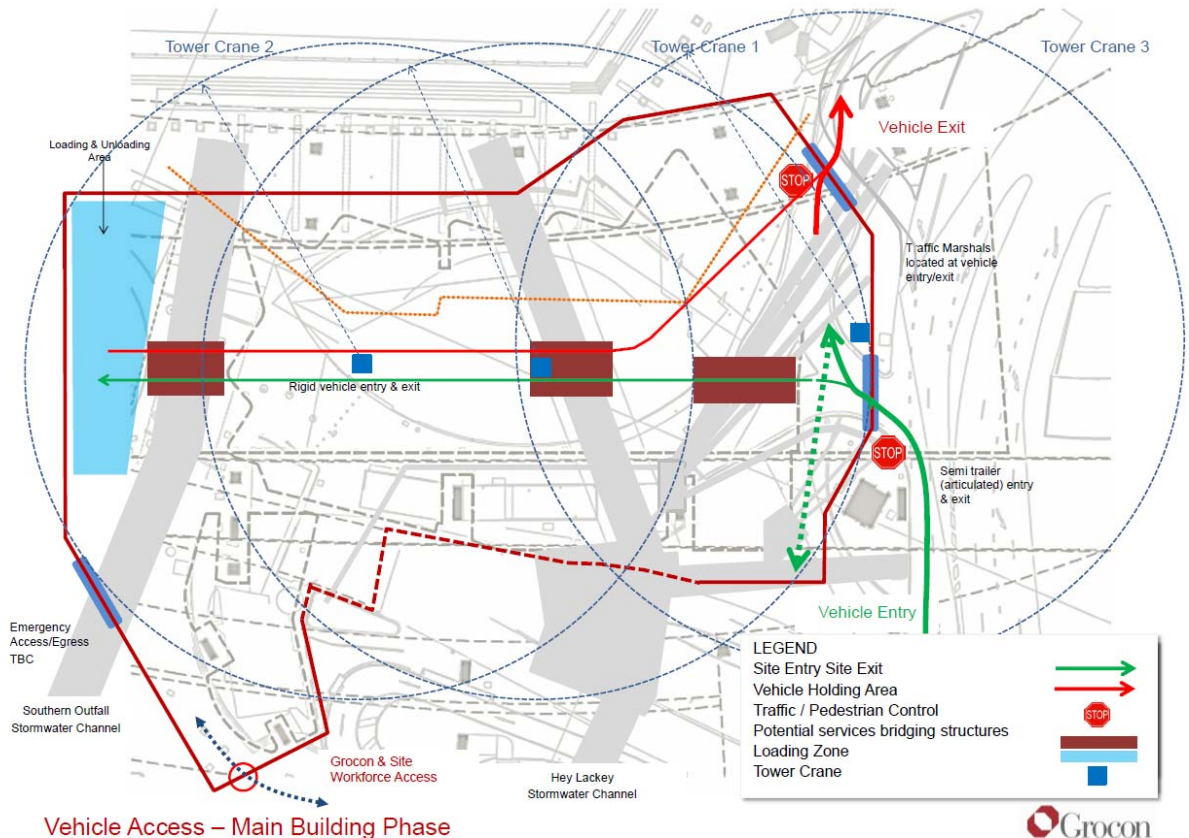 Tower Crane 2
Tower Crane 1
Tower Crane 3
Vehicle Exit
Loading & Unloading
Area
STOP
Traffic Marshals
located at vehicle
entry/exit
Rigid vehicle entry & exit
STOP
Semi trailer
(articulated) entry
& exit
Vehicle Entry
Emergency
Access/Egress
TBC
Southern Outfall
Stormwater Channel
Grocon & Site
Workforce Access
Hey Lackey
Stormwater Channel
LEGEND
Site Entry Site Exit
Vehicle Holding Area
Traffic / Pedestrian Control
STOP
Potential services bridging structures
Loading Zone
Tower Crane
Vehicle Access – Main Building Phase
Grocon